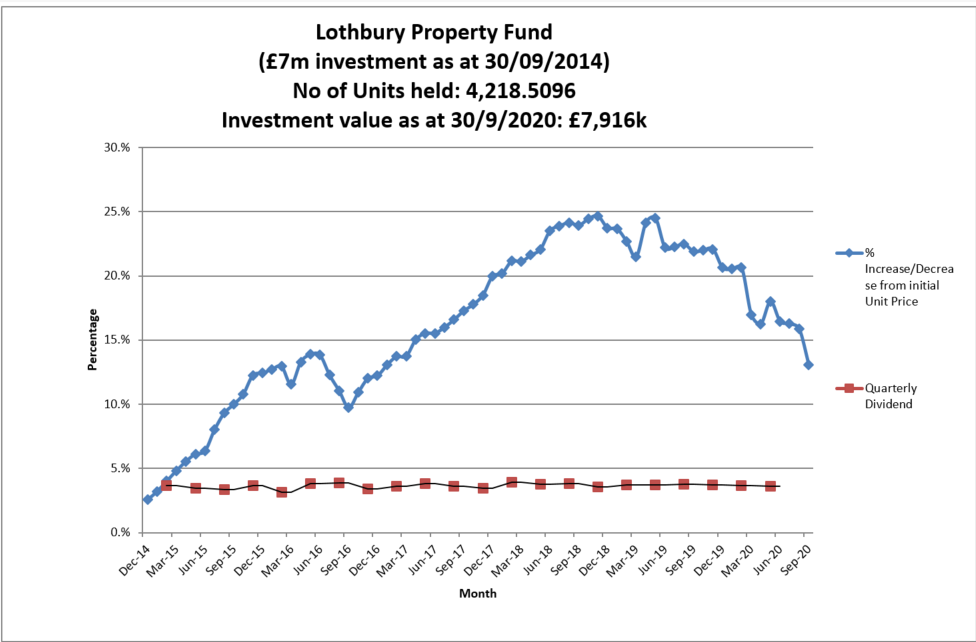 Lothbury Property Fund
(£7m investment as at 30/09/2014)
No of Units held: 4,218.5096
Investment value as at 30/9/2020: £7,916k
30.%
25.%
20.%
15.%
10.%
5.%
0.%
Percentage
Dec-14
Mar-15
Jun-15
Sep-15
Dec-15
Mar-16
Jun-16
Sep-16
Dec-16
Mar-17
Jun-17
Sep-17
Dec-17
Mar-18
Jun-18
Sep-18
Dec-18
Mar-19
Jun-19
Sep-19
Dec-19
Mar-20
Jun-20
Sep-20
Month
%
Increase/Decrea
se from initial
Unit Price
Quarterly
Dividend